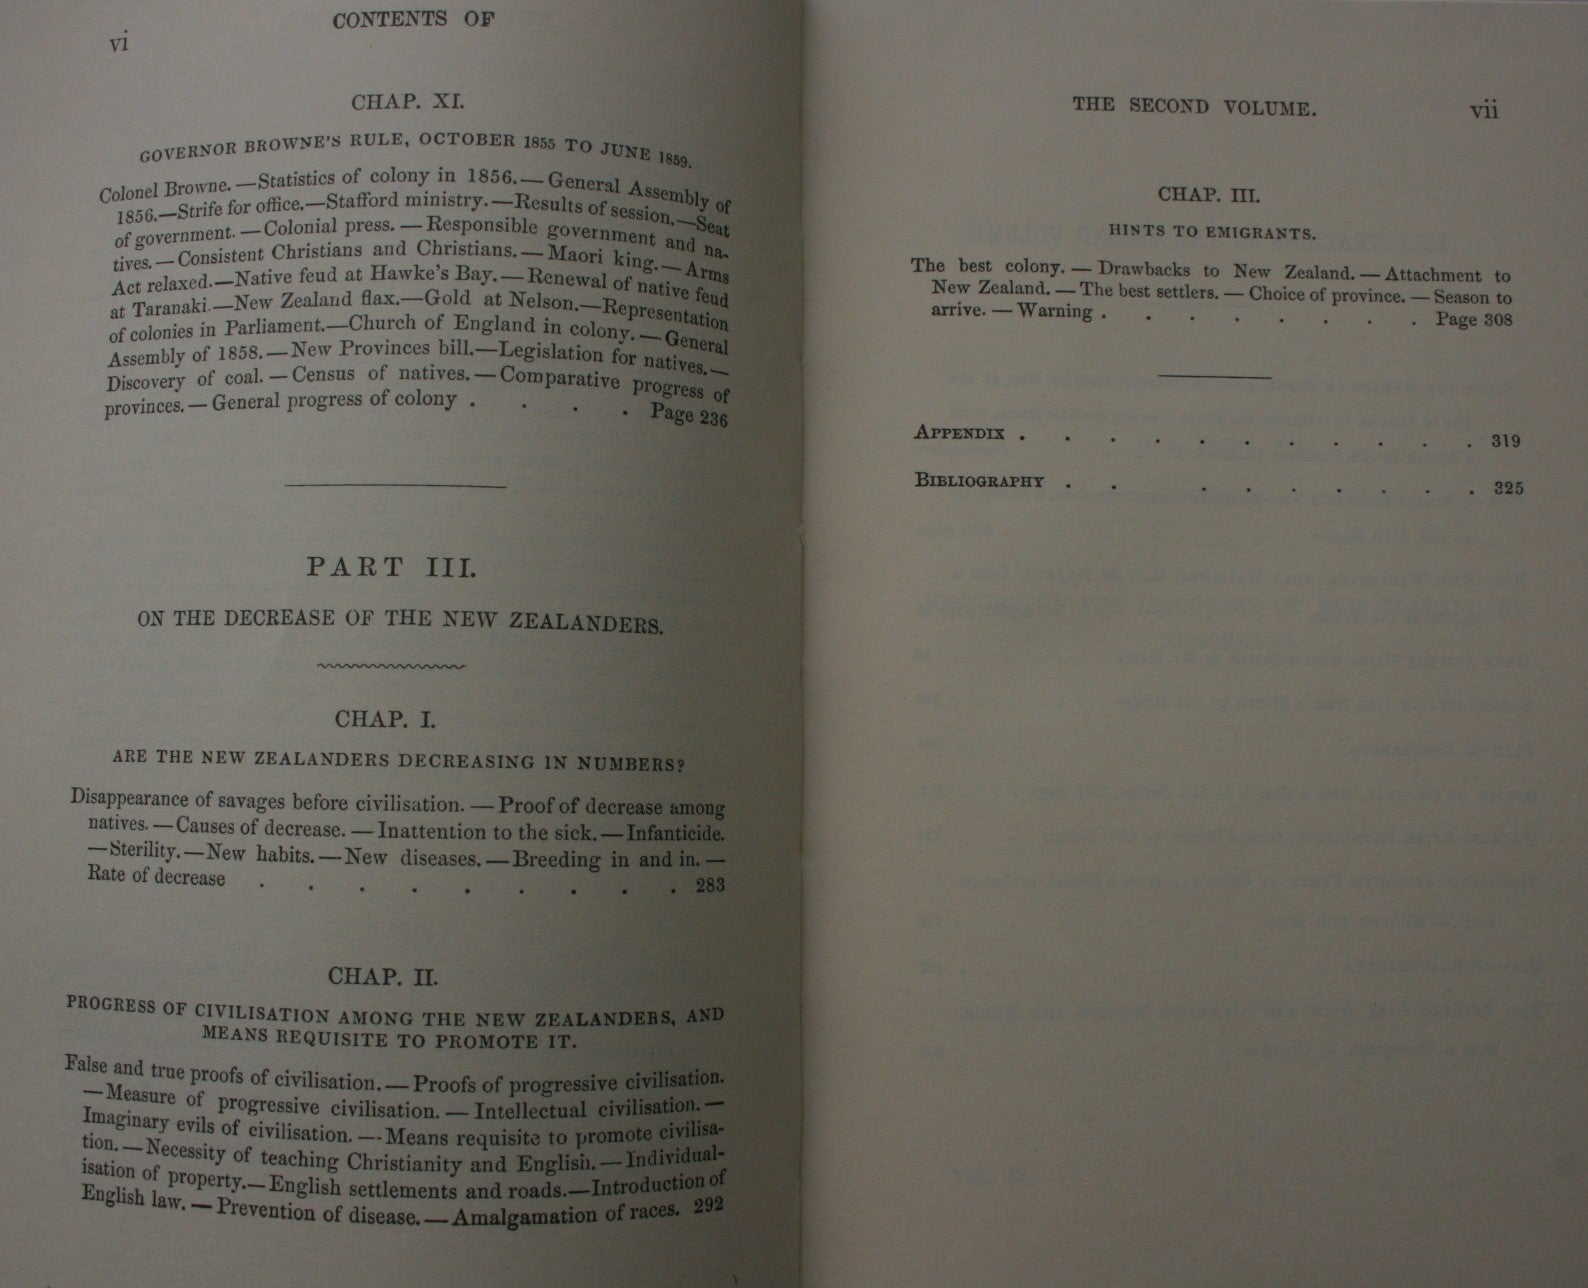 vi
CONTENTS OF
CHAP. XI.
GOVERNOR BROWNE'S RULE, OCTOBER 1855 TO JUNE 1859.
Colonel Browne. — Statistics of colony in 1856. — General Assembly of
1856.—Strife for office.—Stafford ministry.—Results of session.—Seat
of government. — Colonial press. — Responsible government and na-
tives. — Consistent Christians and Christians. — Maori king. — Arms
Act relaxed.—Native feud at Hawke's Bay. — Renewal of native feud
at Taranaki.—New Zealand flax.—Gold at Nelson.—Representation
of colonies in Parliament.—Church of England in colony. — General
Assembly of 1858. — New Provinces bill.—Legislation for natives. —
Discovery of coal. — Census of natives. — Comparative progress of
provinces. — General progress of colony . . . . Page 236
PART III.
ON THE DECREASE OF THE NEW ZEALANDERS.
CHAP. I.
ARE THE NEW ZEALANDERS DECREASING IN NUMBERS?
Disappearance of savages before civilisation. — Proof of decrease among
natives. — Causes of decrease. — Inattention to the sick. — Infanticide.
—Sterility. — New habits. — New diseases. — Breeding in and in. —
Rate of decrease . . . . . . . . . 283
CHAP. II.
PROGRESS OF CIVILISATION AMONG THE NEW ZEALANDERS, AND
MEANS REQUISITE TO PROMOTE IT.
False and true proofs of civilisation. — Proofs of progressive civilisation.
— Measure of progressive civilisation. — Intellectual civilisation. —
Imaginary evils of civilisation. — Means requisite to promote civilisa-
tion. — Necessity of teaching Christianity and English. — Individual-
isation of property.— English settlements and roads.—Introduction of
English law. — Prevention of disease. — Amalgamation of races. 292
THE SECOND VOLUME. vii
CHAP. III.
HINTS TO EMIGRANTS.
The best colony. — Drawbacks to New Zealand. — Attachment to
New Zealand. — The best settlers. — Choice of province. — Season to
arrive. — Warning . . . . . . . . Page 308
APPENDIX . . . . . . . . . . . 319
BIBLIOGRAPHY . . . . . . . . . 325